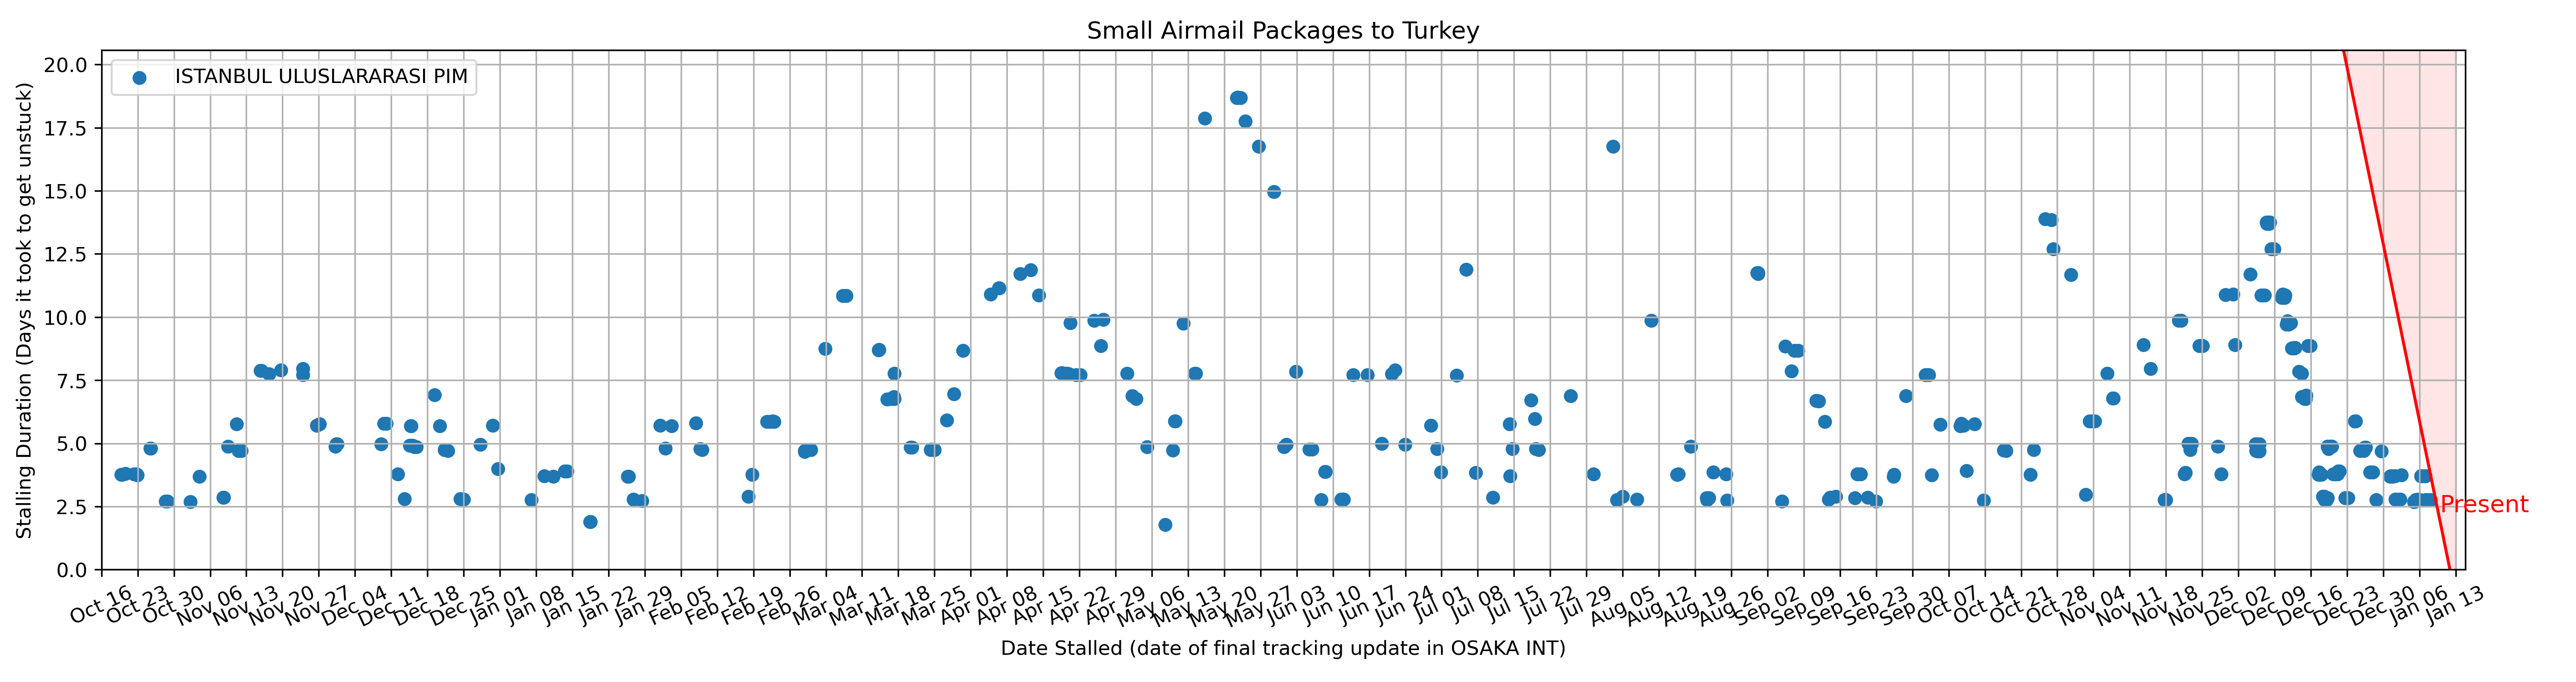 Small Airmail Packages to Turkey
ISTANBUL ULUSLARARASI PIM
Stalling Duration (Days it took to get unstuck)
20.0
17.5
15.0
12.5
10.0
7.5
5.0
2.5
0.0
Present
Oct 16
Oct 23
Oct 30
Nov 06
Nov 13
Nov 20
Nov 27
Dec 04
Dec 11
Dec 18
Dec 25
Jan 01
Jan 08
Jan 15
Jan 22
Jan 29
Feb 05
Feb 12
Feb 19
Feb 26
Mar 04
Mar 11
Mar 18
Mar 25
Apr 01
Apr 08
Apr 15
Apr 22
Apr 29
May 06
May 13
May 20
May 27
Jun 03
Jun 10
Jun 17
Jun 24
Jul 01
Jul 08
Jul 15
Jul 22
Jul 29
Aug 05
Aug 12
Aug 19
Aug 26
Sep 02
Sep 09
Sep 16
Sep 23
Sep 30
Oct 07
Oct 14
Oct 21
Oct 28
Nov 04
Nov 11
Nov 18
Nov 25
Dec 02
Dec 09
Dec 16
Dec 23
Dec 30
Jan 06
Jan 13
Date Stalled (date of final tracking update in OSAKA INT)